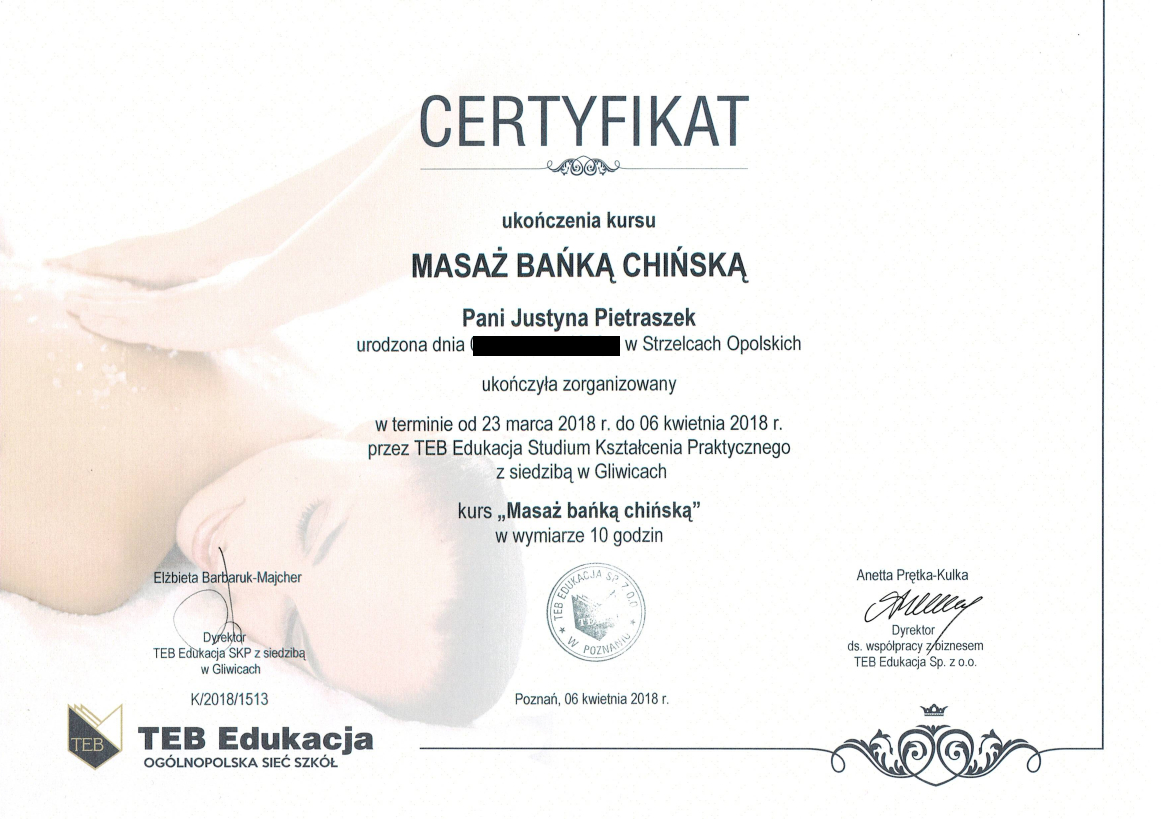 CERTYFIKAT
ukończenia kursu
MASAŻ BAŃKĄ CHIŃSKĄ
Pani Justyna Pietraszek
urodzona dnia w Strzelcach Opolskich
ukończyła zorganizowany
w terminie od 23 marca 2018 r. do 06 kwietnia 2018 r.
przez TEB Edukacja Studium Kształcenia Praktycznego
z siedzibą w Gliwicach
kurs „Masaż bańką chińską”
w wymiarze 10 godzin
Elżbieta Barbaruk-Majcher
Dyrektor
TEB Edukacja SKP z siedzibą
w Gliwicach
K/2018/1513
TEB EDUKACJA SP. Z O.O.
TEB
* W POZNANIU *
Poznań, 06 kwietnia 2018 r.
Anetta Prętka-Kulka
Dyrektor
ds. współpracy z biznesem
TEB Edukacja Sp. z o.o.
TEB
TEB Edukacja
OGÓLNOPOLSKA SIEĆ SZKÓŁ